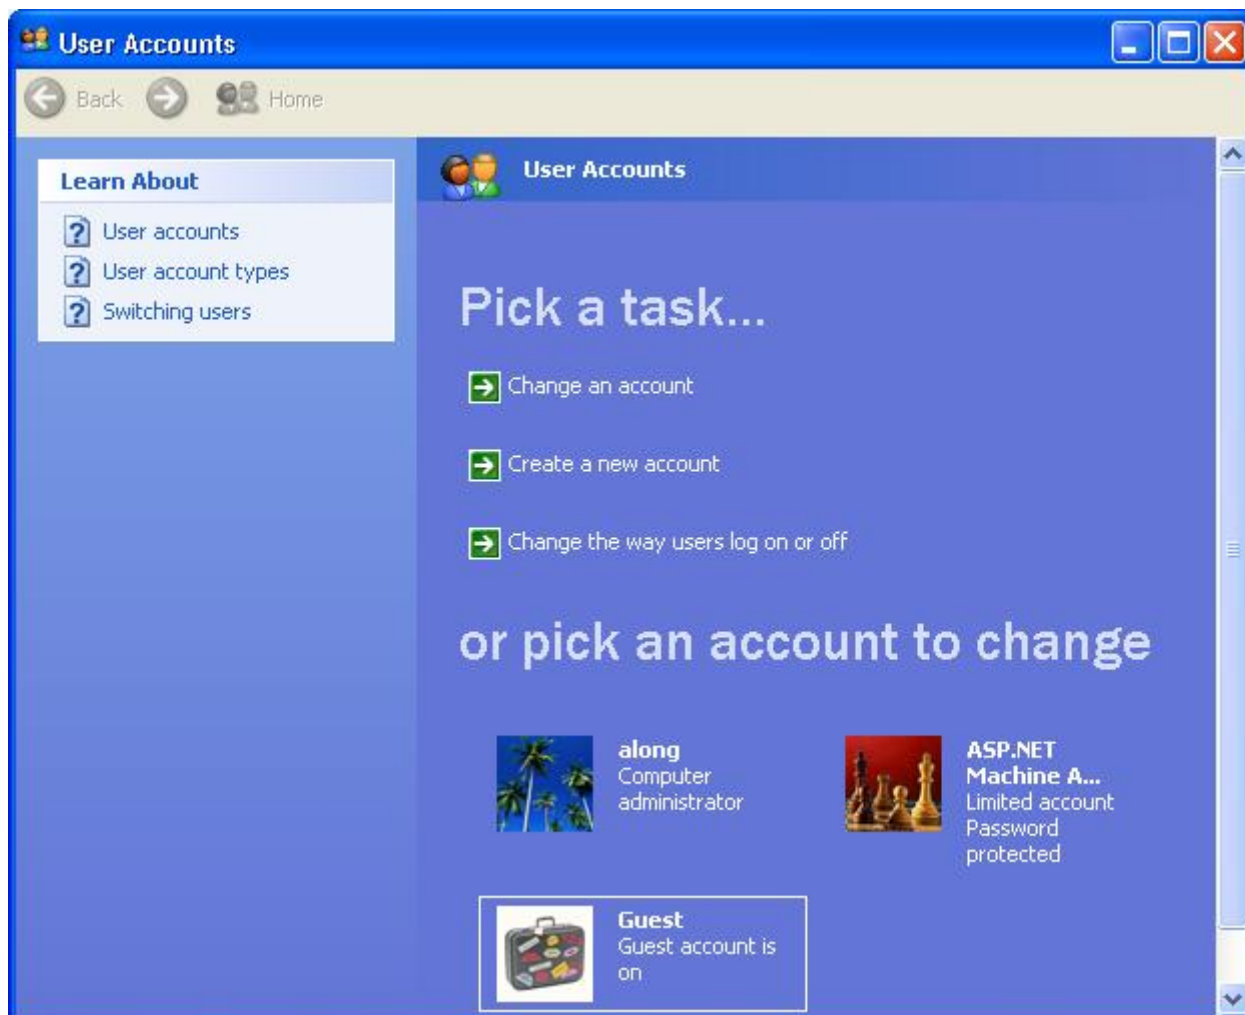 User Accounts
Back
Home
Learn About
User accounts
User account types
Switching users
User Accounts
Pick a task...
Change an account
Create a new account
Change the way users log on or off
or pick an account to change
along
Computer
administrator
ASP.NET
Machine A...
Limited account
Password
protected
Guest
Guest account is
on